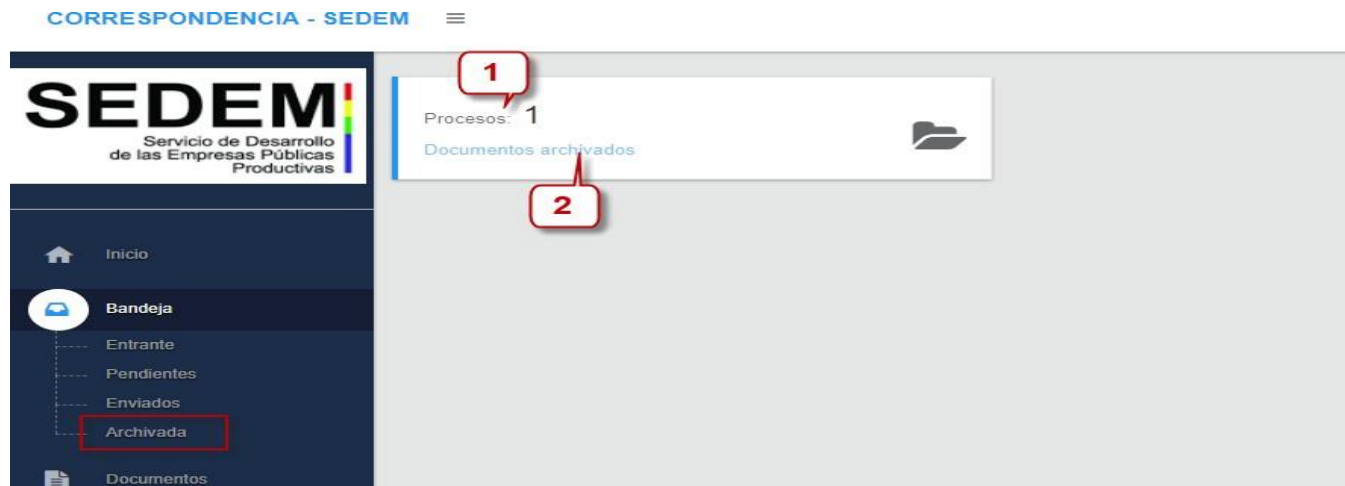 CORRESPONDENCIA - SEDEM
SEDEM
Servicio de Desarrollo
de las Empresas Públicas
Productivas
1
Procesos: 1
Documentos archivados
2
Inicio
Bandeja
Entrante
Pendientes
Enviados
Archivada
Documentos